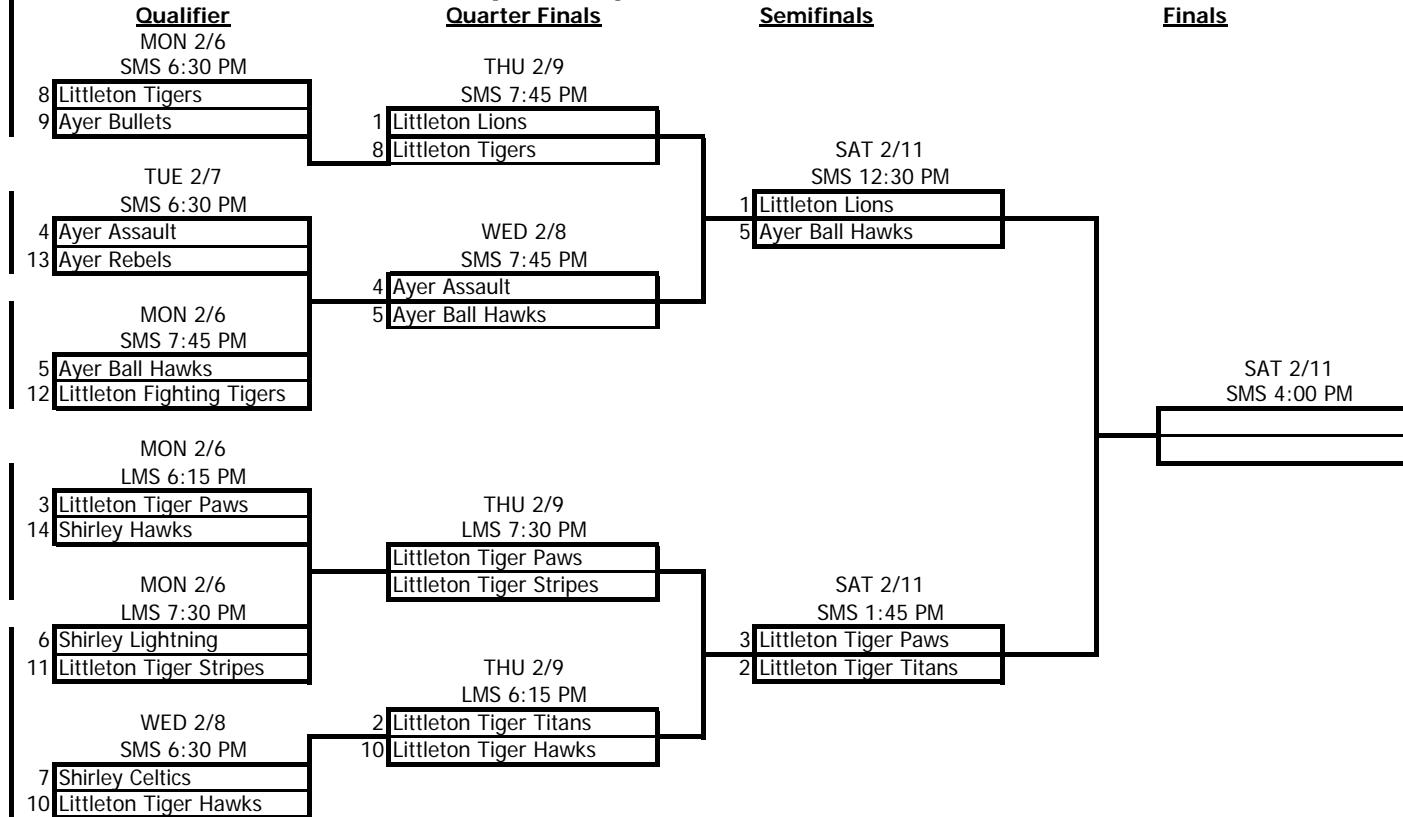 Qualifier
Quarter Finals
Semifinals
Finals
MON 2/6
SMS 6:30 PM
8 Littleton Tigers
9 Ayer Bullets
TUE 2/7
SMS 6:30 PM
4 Ayer Assault
13 Ayer Rebels
MON 2/6
SMS 7:45 PM
5 Ayer Ball Hawks
12 Littleton Fighting Tigers
MON 2/6
LMS 6:15 PM
3 Littleton Tiger Paws
14 Shirley Hawks
MON 2/6
LMS 7:30 PM
6 Shirley Lightning
11 Littleton Tiger Stripes
WED 2/8
SMS 6:30 PM
7 Shirley Celtics
10 Littleton Tiger Hawks
THU 2/9
SMS 7:45 PM
1 Littleton Lions
8 Littleton Tigers
WED 2/8
SMS 7:45 PM
4 Ayer Assault
5 Ayer Ball Hawks
THU 2/9
LMS 7:30 PM
Littleton Tiger Paws
Littleton Tiger Stripes
THU 2/9
LMS 6:15 PM
2 Littleton Tiger Titans
10 Littleton Tiger Hawks
SAT 2/11
SMS 12:30 PM
1 Littleton Lions
5 Ayer Ball Hawks
SAT 2/11
SMS 1:45 PM
3 Littleton Tiger Paws
2 Littleton Tiger Titans
SAT 2/11
SMS 4:00 PM